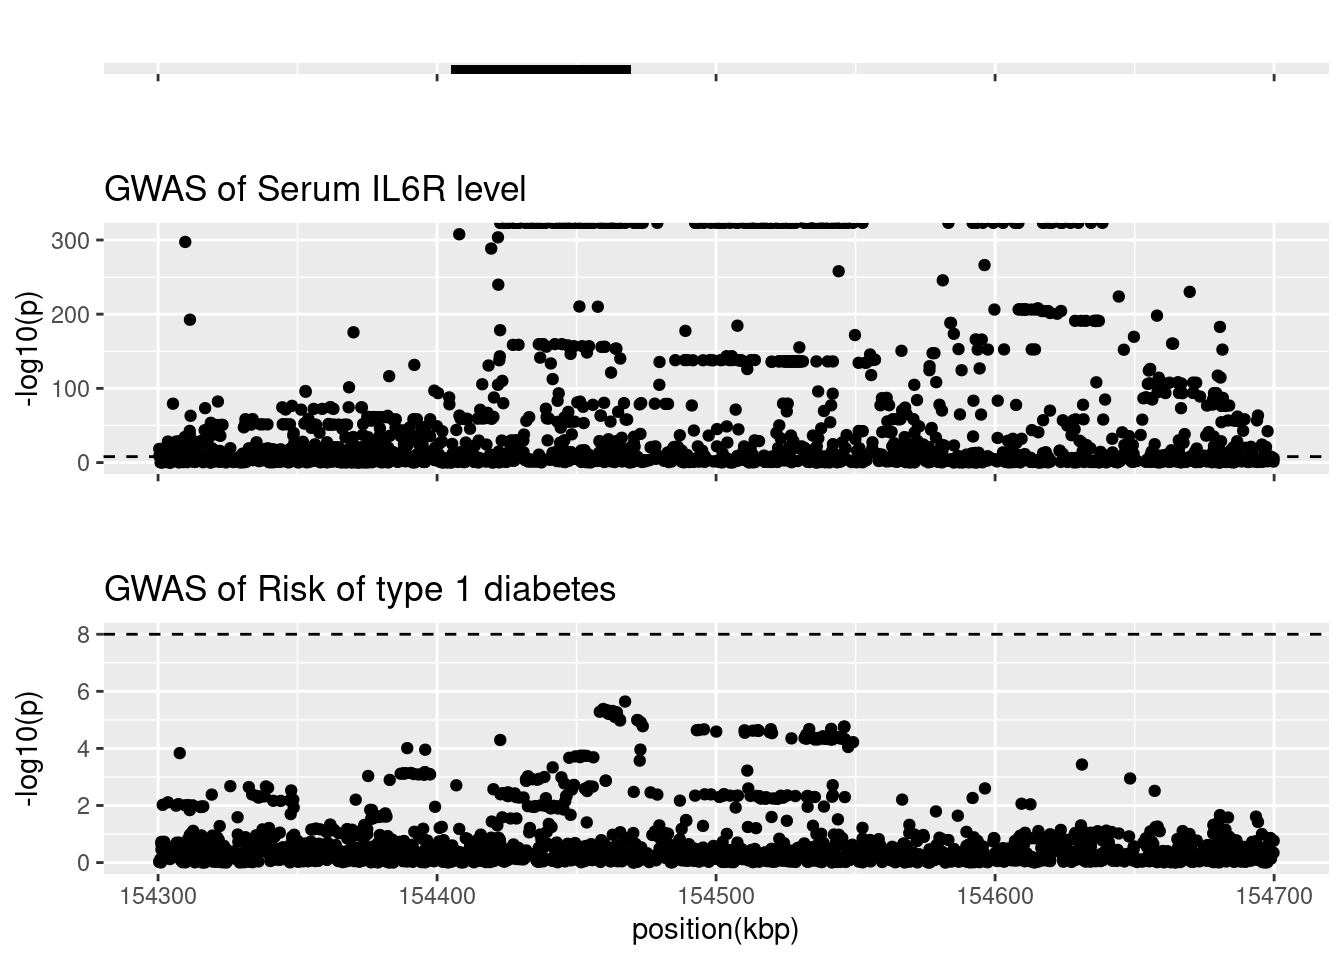 GWAS of Serum IL6R level
300
200
100
0
-log10(p)
GWAS of Risk of type 1 diabetes
8
6
4
2
0
-log10(p)
154300 154400 154500 154600 154700
position(kbp)